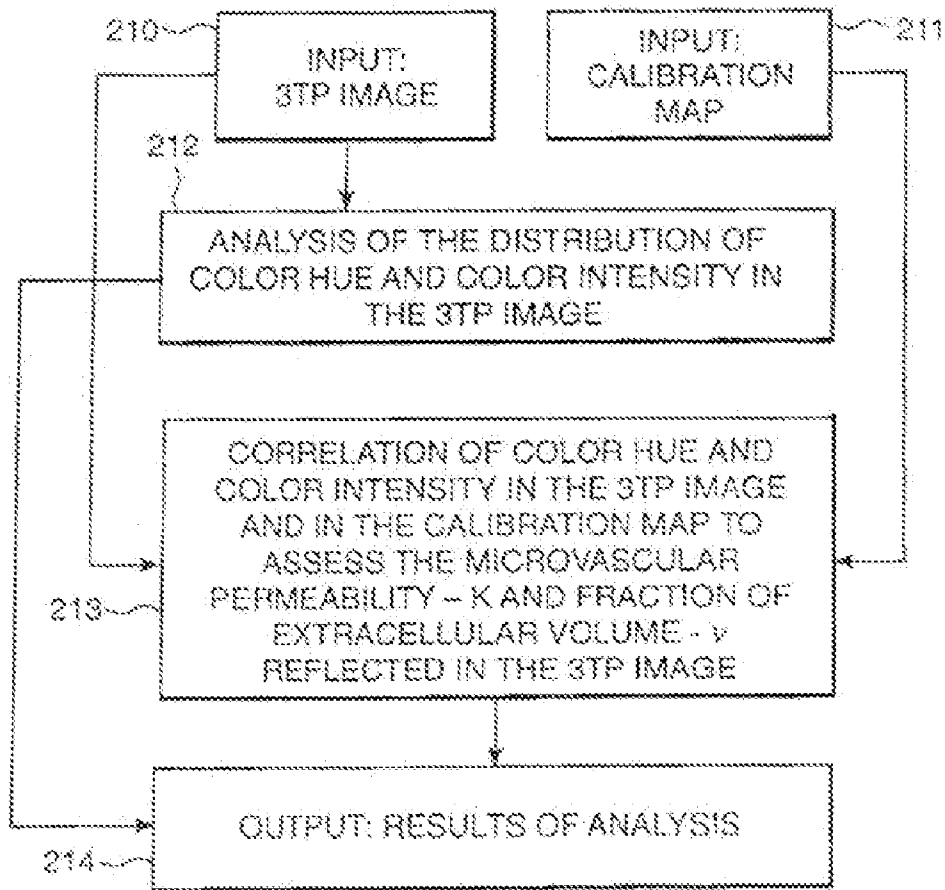 210
INPUT:
3TP IMAGE
INPUT:
CALIBRATION
MAP
211
212
ANALYSIS OF THE DISTRIBUTION OF
COLOR HUE AND COLOR INTENSITY IN
THE 3TP IMAGE
CORRELATION OF COLOR HUE AND
COLOR INTENSITY IN THE 3TP IMAGE
AND IN THE CALIBRATION MAP TO
ASSESS THE MICROVASCULAR
PERMEABILITY – K AND FRACTION OF
EXTRACELLULAR VOLUME - v
REFLECTED IN THE 3TP IMAGE
213
OUTPUT: RESULTS OF ANALYSIS
214